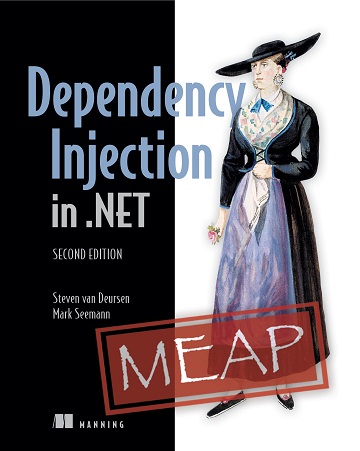 Dependency
Injection
in .NET
SECOND EDITION
Steven van Deursen
Mark Seemann
MEAP
MANNING